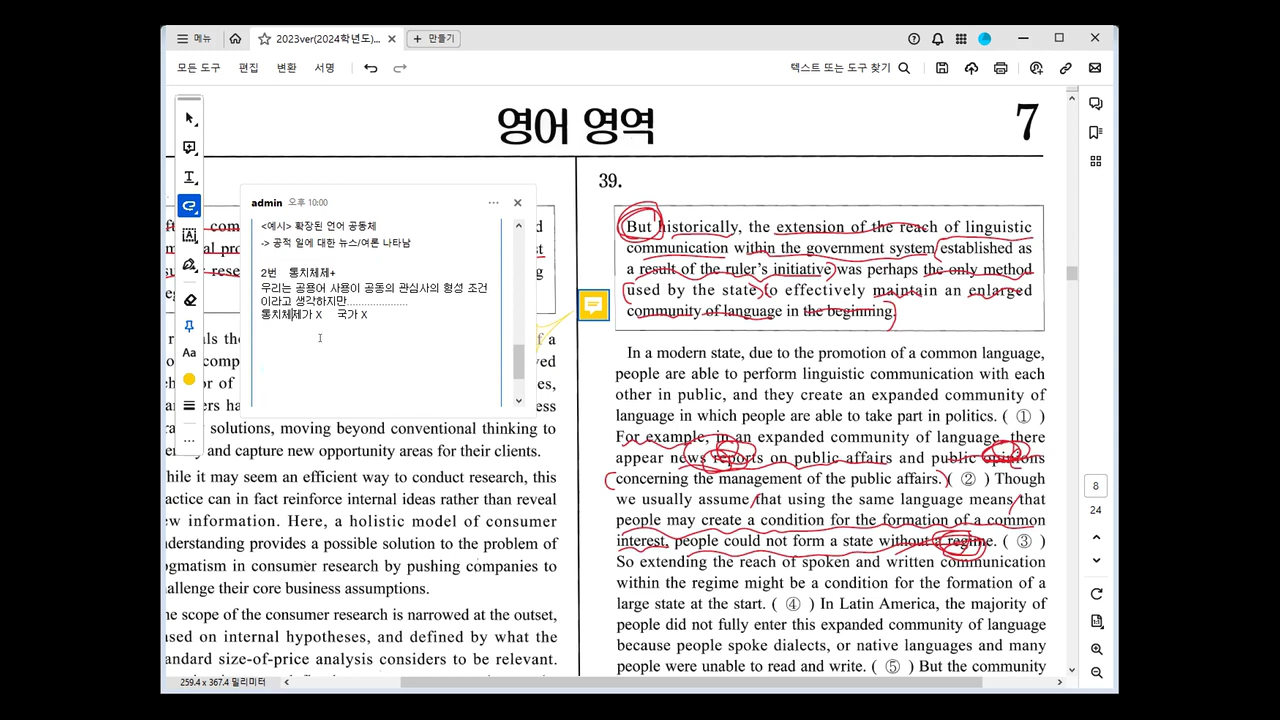 메뉴
2023ver(2024학년도)...
만들기
모든 도구
편집
변환
서명
텍스트 또는 도구 찾기
영어 영역
7
admin 오후 10:00
<예시> 확장된 언어 공동체
-> 공적 일에 대한 뉴스/여론 나타남
2번 통치체제+
우리는 공용어 사용이 공동의 관심사의 형성 조건
이라고 생각하지만....................
통치체제가 X 국가 X
Aa
of a
solutions, moving beyond conventional thinking to
and capture new opportunity areas for their clients.
hile it may seem an efficient way to conduct research, this
actice can in fact reinforce internal ideas rather than reveal
w information. Here, a holistic model of consumer
derstanding provides a possible solution to the problem of
ogmatism in consumer research by pushing companies to
hallenge their core business assumptions.
he scope of the consumer research is narrowed at the outset,
ased on internal hypotheses, and defined by what the
andard size-of-price analysis considers to be relevant.
39.
But historically, the extension of the reach of linguistic
communication within the government system established as
a result of the ruler's initiative was perhaps the only method
used by the state to effectively maintain an enlarged
community of language in the beginning.
In a modern state, due to the promotion of a common language,
people are able to perform linguistic communication with each
other in public, and they create an expanded community of
language in which people are able to take part in politics. ( ① )
For example, in an expanded community of language, there
appear news reports on public affairs and public opinions
concerning the management of the public affairs. ( ② ) Though
we usually assume that using the same language means that
people may create a condition for the formation of a common
interest, people could not form a state without a regime. ( ③ )
So extending the reach of spoken and written communication
within the regime might be a condition for the formation of a
large state at the start. ( ④ ) In Latin America, the majority of
people did not fully enter this expanded community of language
because people spoke dialects, or native languages and many
people were unable to read and write. ( ⑤ ) But the community
8
24
259.4 x 367.4 밀리미터